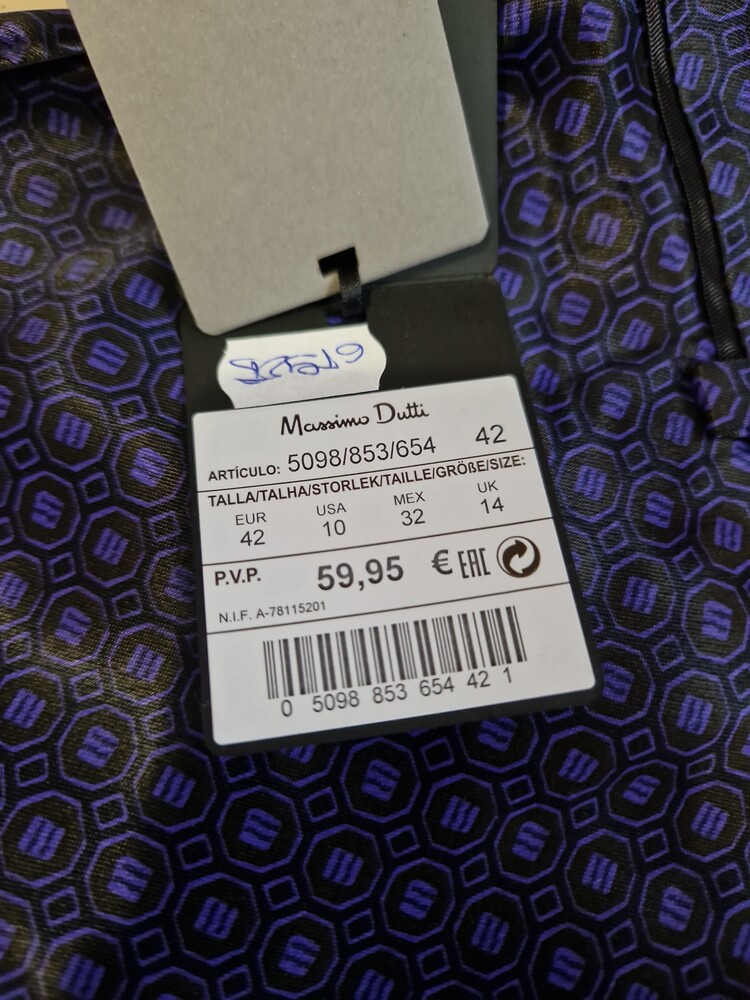 Massimo Dutti
ARTÍCULO: 5098/853/654 42
TALLA/TALHA/STORLEK/TAILLE/GRÖßE/SIZE:
EUR USA MEX UK
42 10 32 14
P.V.P. 59,95 € EAC
N.I.F. A-78115201
0 5098 853 654 42 1